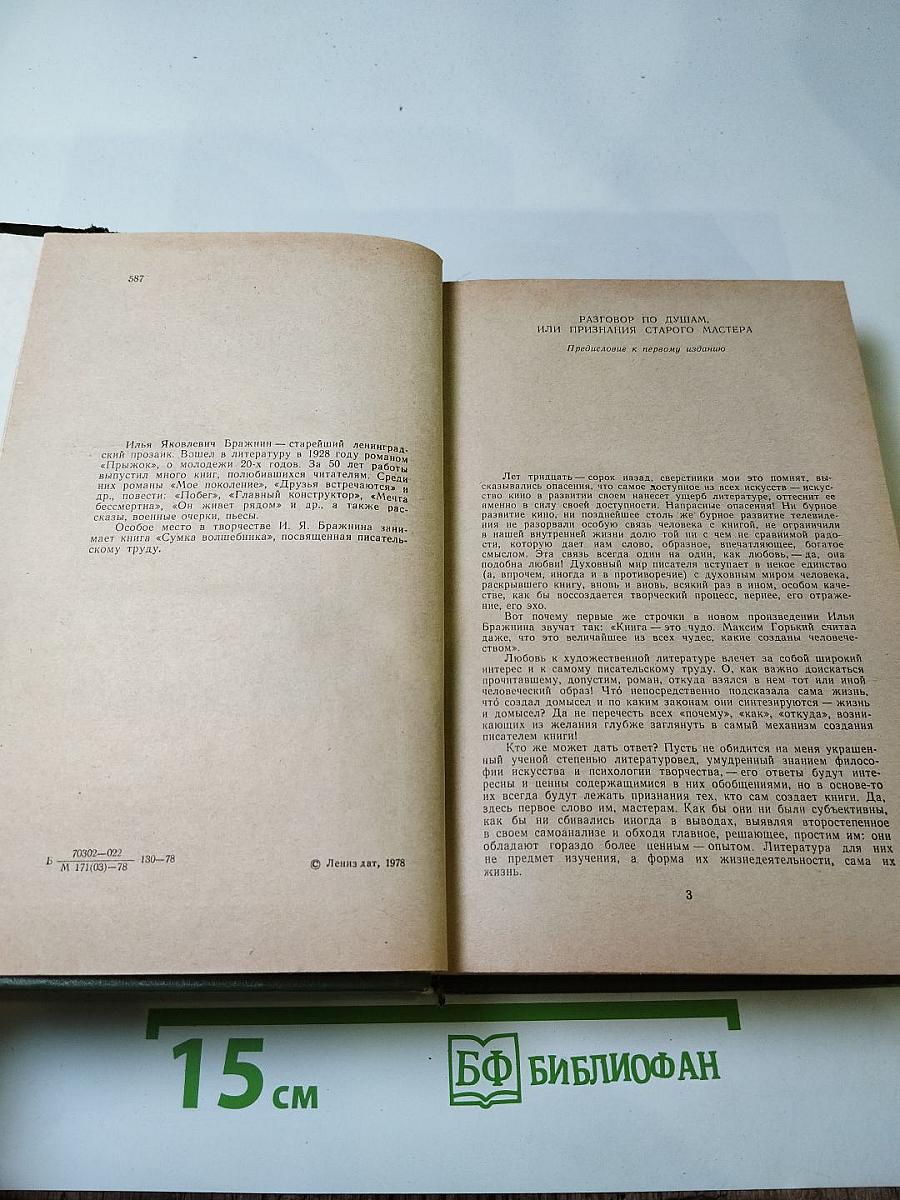 587
Илья Яковлевич Бражнин — старейший ленинград-
ский прозаик. Вошел в литературу в 1928 году романом
«Прыжок», о молодежи 20-х годов. За 50 лет работы
выпустил много книг, полюбившихся читателям. Среди
них романы «Мое поколение», «Друзья встречаются» и
др., повести: «Побег», «Главный конструктор», «Мечта
бессмертна», «Он живет рядом» и др. а также рас-
сказы, военные очерки, пьесы.
Особое место в творчестве И. Я. Бражнина зани-
мает книга «Сумка волшебника», посвященная писатель-
скому труду.
Б 70302—022
М 171(03)—78 130—78
© Лениздат, 1978
РАЗГОВОР ПО ДУШАМ,
ИЛИ ПРИЗНАНИЯ СТАРОГО МАСТЕРА
Предисловие к первому изданию
Лет тридцать — сорок назад, сверстники мои это помнят, вы-
сказывались опасения, что самое доступное из всех искусств — искус-
ство кино в развитии своем нанесет ущерб литературе, оттеснит ее
именно в силу своей доступности. Напрасные опасения! Ни бурное
развитие кино, ни позднейшее столь же бурное развитие телевиде-
ния не разорвали особую связь человека с книгой, не ограничили
в нашей внутренней жизни долю той ни с чем не сравнимой радо-
сти, которую дает нам слово, образное, впечатляющее, богатое
смыслом. Эта связь всегда один на один, как любовь, — да, она
подобна любви! Духовный мир писателя вступает в некое единство
(а, впрочем, иногда и в противоречие) с духовным миром человека,
раскрывшего книгу, вновь и вновь, всякий раз в ином, особом каче-
стве, как бы воссоздается творческий процесс, вернее, его отраже-
ние, его эхо.
Вот почему первые же строчки в новом произведении Ильи
Бражнина звучат так: «Книга — это чудо. Максим Горький считал
даже, что это величайшее из всех чудес, какие созданы человече-
ством».
Любовь к художественной литературе влечет за собой широкий
интерес и к самому писательскому труду. О, как важно доискаться
прочитавшему, допустим, роман, откуда взялся в нем тот или иной
человеческий образ! Что́ непосредственно подсказала сама жизнь,
что́ создал домысел и по каким законам они синтезируются — жизнь
и домысел? Да не перечесть всех «почему», «как», «откуда», возни-
кающих из желания глубже заглянуть в самый механизм создания
писателем книги!
Кто же может дать ответ? Пусть не обидится на меня украшен-
ный ученой степенью литературовед, умудренный знанием филосо-
фии искусства и психологии творчества, — его ответы будут инте-
ресны и ценны содержащимися в них обобщениями, но в основе-то
их всегда будут лежать признания тех, кто сам создает книги. Да,
здесь первое слово им, мастерам. Как бы они ни были субъективны,
как бы ни сбивались иногда в выводах, выявляя второстепенное
в своем самоанализе и обходя главное, решающее, простим им: они
обладают гораздо более ценным — опытом. Литература для них
не предмет изучения, а форма их жизнедеятельности, сама их
жизнь.
3
15 см
БФ БИБЛИОФАН